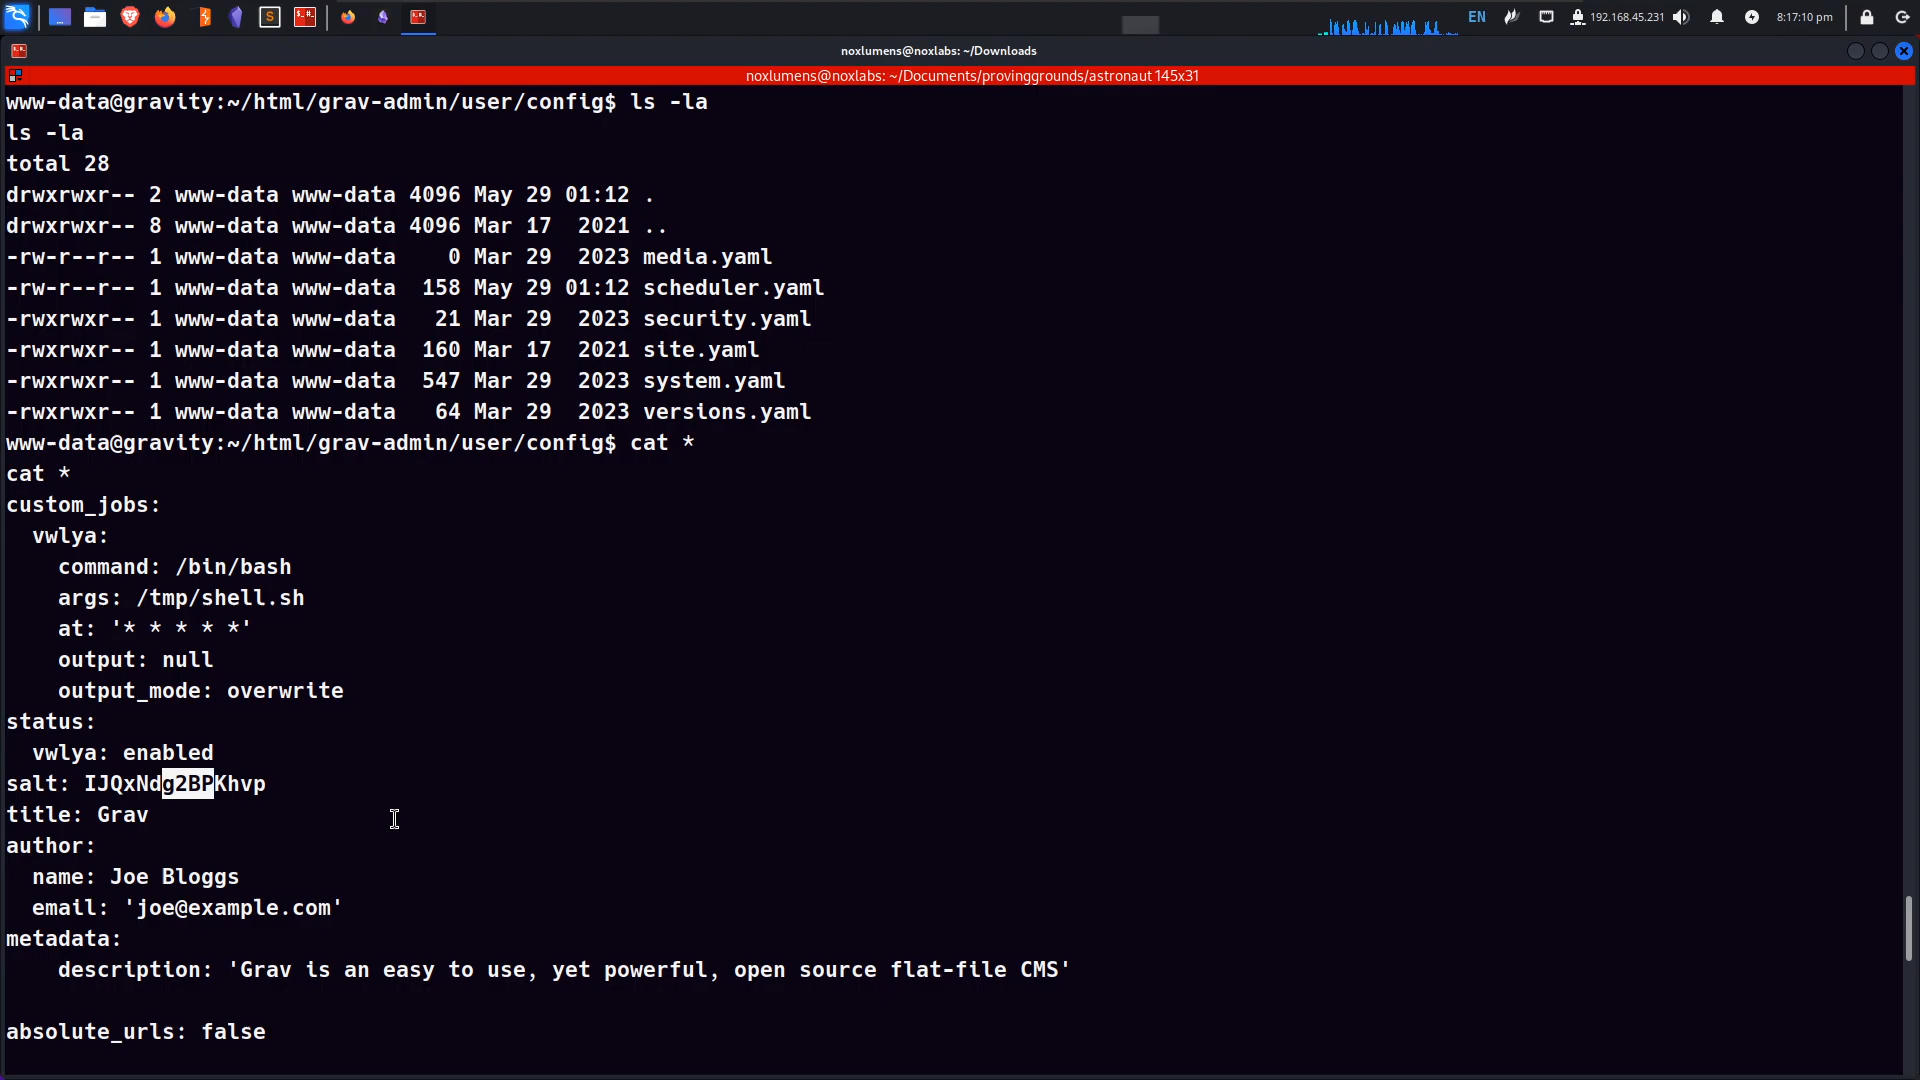 EN
192.168.45.231
8:17:10 pm
noxlumens@noxlabs: ~/Downloads
noxlumens@noxlabs: ~/Documents/provinggrounds/astronaut 145x31
www-data@gravity:~/html/grav-admin/user/config$ ls -la
ls -la
total 28
drwxrwxr-- 2 www-data www-data 4096 May 29 01:12 .
drwxrwxr-- 8 www-data www-data 4096 Mar 17  2021 ..
-rw-r--r-- 1 www-data www-data    0 Mar 29  2023 media.yaml
-rw-r--r-- 1 www-data www-data  158 May 29 01:12 scheduler.yaml
-rwxrwxr-- 1 www-data www-data   21 Mar 29  2023 security.yaml
-rwxrwxr-- 1 www-data www-data  160 Mar 17  2021 site.yaml
-rwxrwxr-- 1 www-data www-data  547 Mar 29  2023 system.yaml
-rwxrwxr-- 1 www-data www-data   64 Mar 29  2023 versions.yaml
www-data@gravity:~/html/grav-admin/user/config$ cat *
cat *
custom_jobs:
  vwlya:
    command: /bin/bash
    args: /tmp/shell.sh
    at: '* * * * *'
    output: null
    output_mode: overwrite
status:
  vwlya: enabled
salt: IJQxNdg2BPKhvp
title: Grav
author:
  name: Joe Bloggs
  email: 'joe@example.com'
metadata:
    description: 'Grav is an easy to use, yet powerful, open source flat-file CMS'
absolute_urls: false